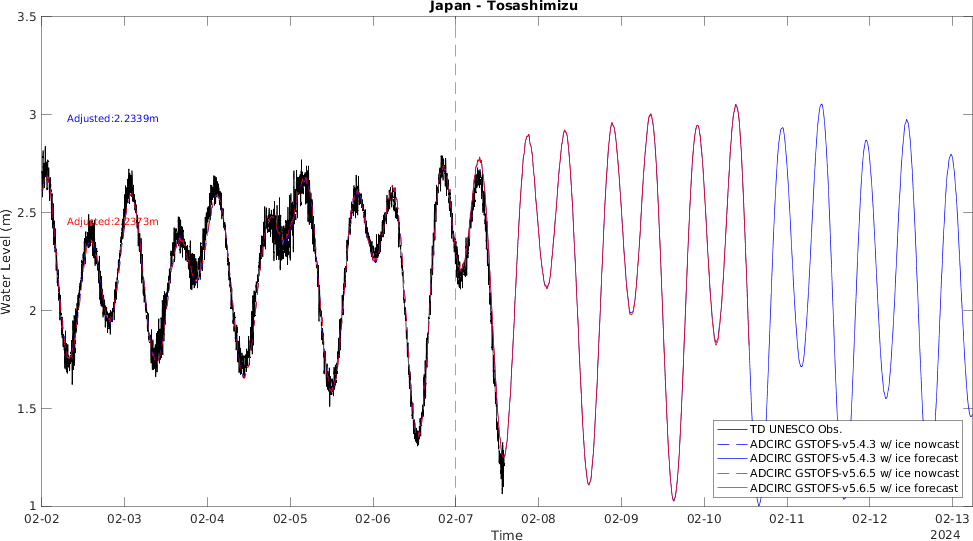 Japan - Tosashimizu
3.5
3
2.5
2
1.5
1
Water Level (m)
Adjusted:2.2339m
Adjusted:2.2373m
TD UNESCO Obs.
ADCIRC GSTOFS-v5.4.3 w/ ice nowcast
ADCIRC GSTOFS-v5.4.3 w/ ice forecast
ADCIRC GSTOFS-v5.6.5 w/ ice nowcast
ADCIRC GSTOFS-v5.6.5 w/ ice forecast
02-02 02-03 02-04 02-05 02-06 02-07 02-08 02-09 02-10 02-11 02-12 02-13
Time
2024